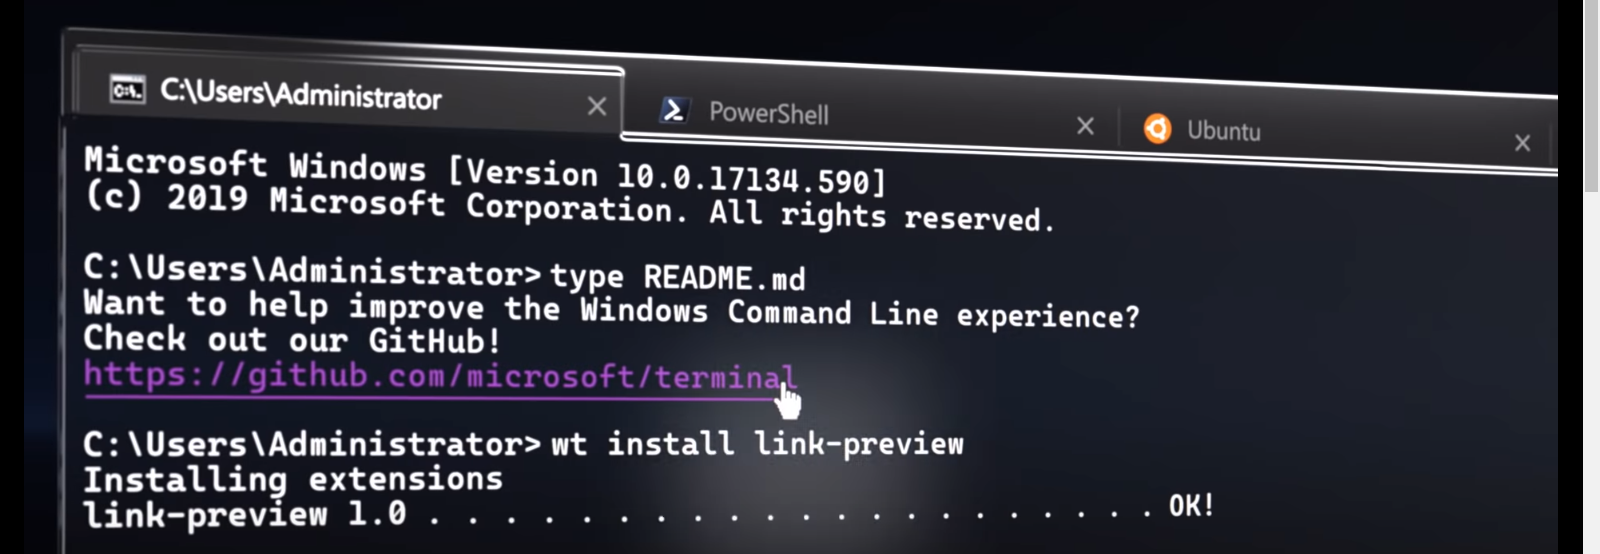 C:\Users\Administrator
PowerShell
Ubuntu
Microsoft Windows [Version 10.0.17134.590]
(c) 2019 Microsoft Corporation. All rights reserved.
C:\Users\Administrator>type README.md
Want to help improve the Windows Command Line experience?
Check out our GitHub!
https://github.com/microsoft/terminal
C:\Users\Administrator>wt install link-preview
Installing extensions
link-preview 1.0 . . . . . . . . . . . . . . . . . . . . OK!